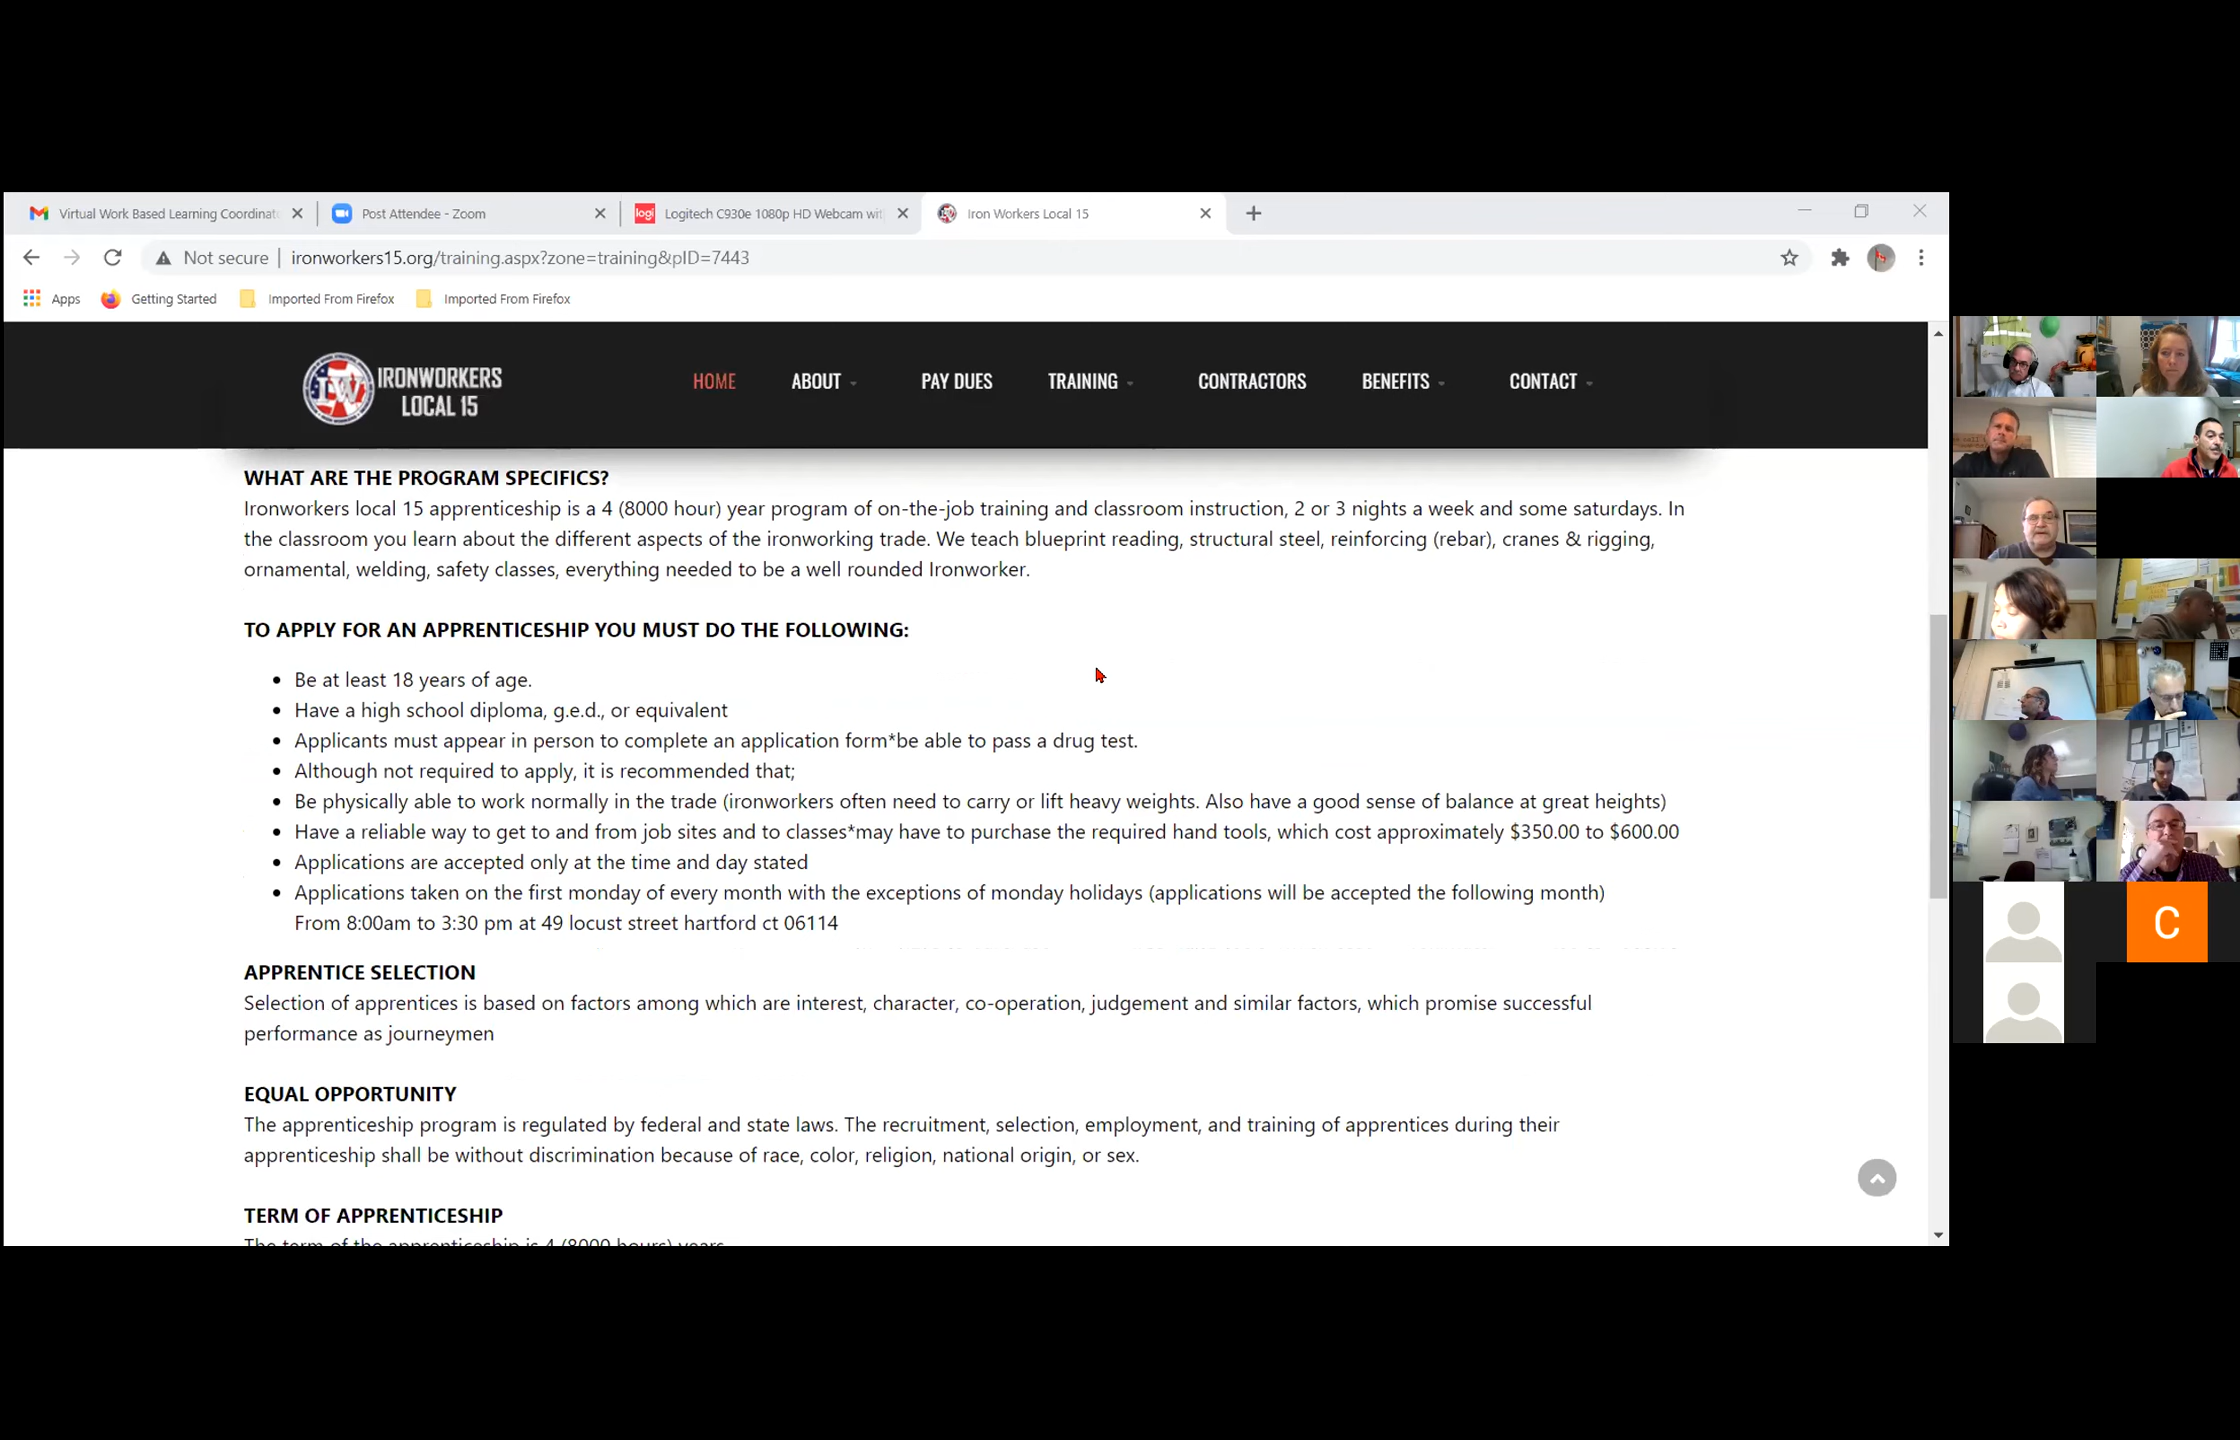 Virtual Work Based Learning Coordinat
Post Attendee - Zoom
logi
Logitech C930e 1080p HD Webcam wit
Iron Workers Local 15
Not secure
ironworkers15.org/training.aspx?zone=training&pID=7443
Apps
Getting Started
Imported From Firefox
Imported From Firefox
IW
IRONWORKERS
LOCAL 15
HOME
ABOUT
PAY DUES
TRAINING
CONTRACTORS
BENEFITS
CONTACT
WHAT ARE THE PROGRAM SPECIFICS?
Ironworkers local 15 apprenticeship is a 4 (8000 hour) year program of on-the-job training and classroom instruction, 2 or 3 nights a week and some saturdays. In
the classroom you learn about the different aspects of the ironworking trade. We teach blueprint reading, structural steel, reinforcing (rebar), cranes & rigging,
ornamental, welding, safety classes, everything needed to be a well rounded Ironworker.
TO APPLY FOR AN APPRENTICESHIP YOU MUST DO THE FOLLOWING:
• Be at least 18 years of age.
• Have a high school diploma, g.e.d., or equivalent
• Applicants must appear in person to complete an application form*be able to pass a drug test.
• Although not required to apply, it is recommended that;
• Be physically able to work normally in the trade (ironworkers often need to carry or lift heavy weights. Also have a good sense of balance at great heights)
• Have a reliable way to get to and from job sites and to classes*may have to purchase the required hand tools, which cost approximately $350.00 to $600.00
• Applications are accepted only at the time and day stated
• Applications taken on the first monday of every month with the exceptions of monday holidays (applications will be accepted the following month)
From 8:00am to 3:30 pm at 49 locust street hartford ct 06114
APPRENTICE SELECTION
Selection of apprentices is based on factors among which are interest, character, co-operation, judgement and similar factors, which promise successful
performance as journeymen
EQUAL OPPORTUNITY
The apprenticeship program is regulated by federal and state laws. The recruitment, selection, employment, and training of apprentices during their
apprenticeship shall be without discrimination because of race, color, religion, national origin, or sex.
TERM OF APPRENTICESHIP
The term of the apprenticeship is 4 (8000 hours) years
C